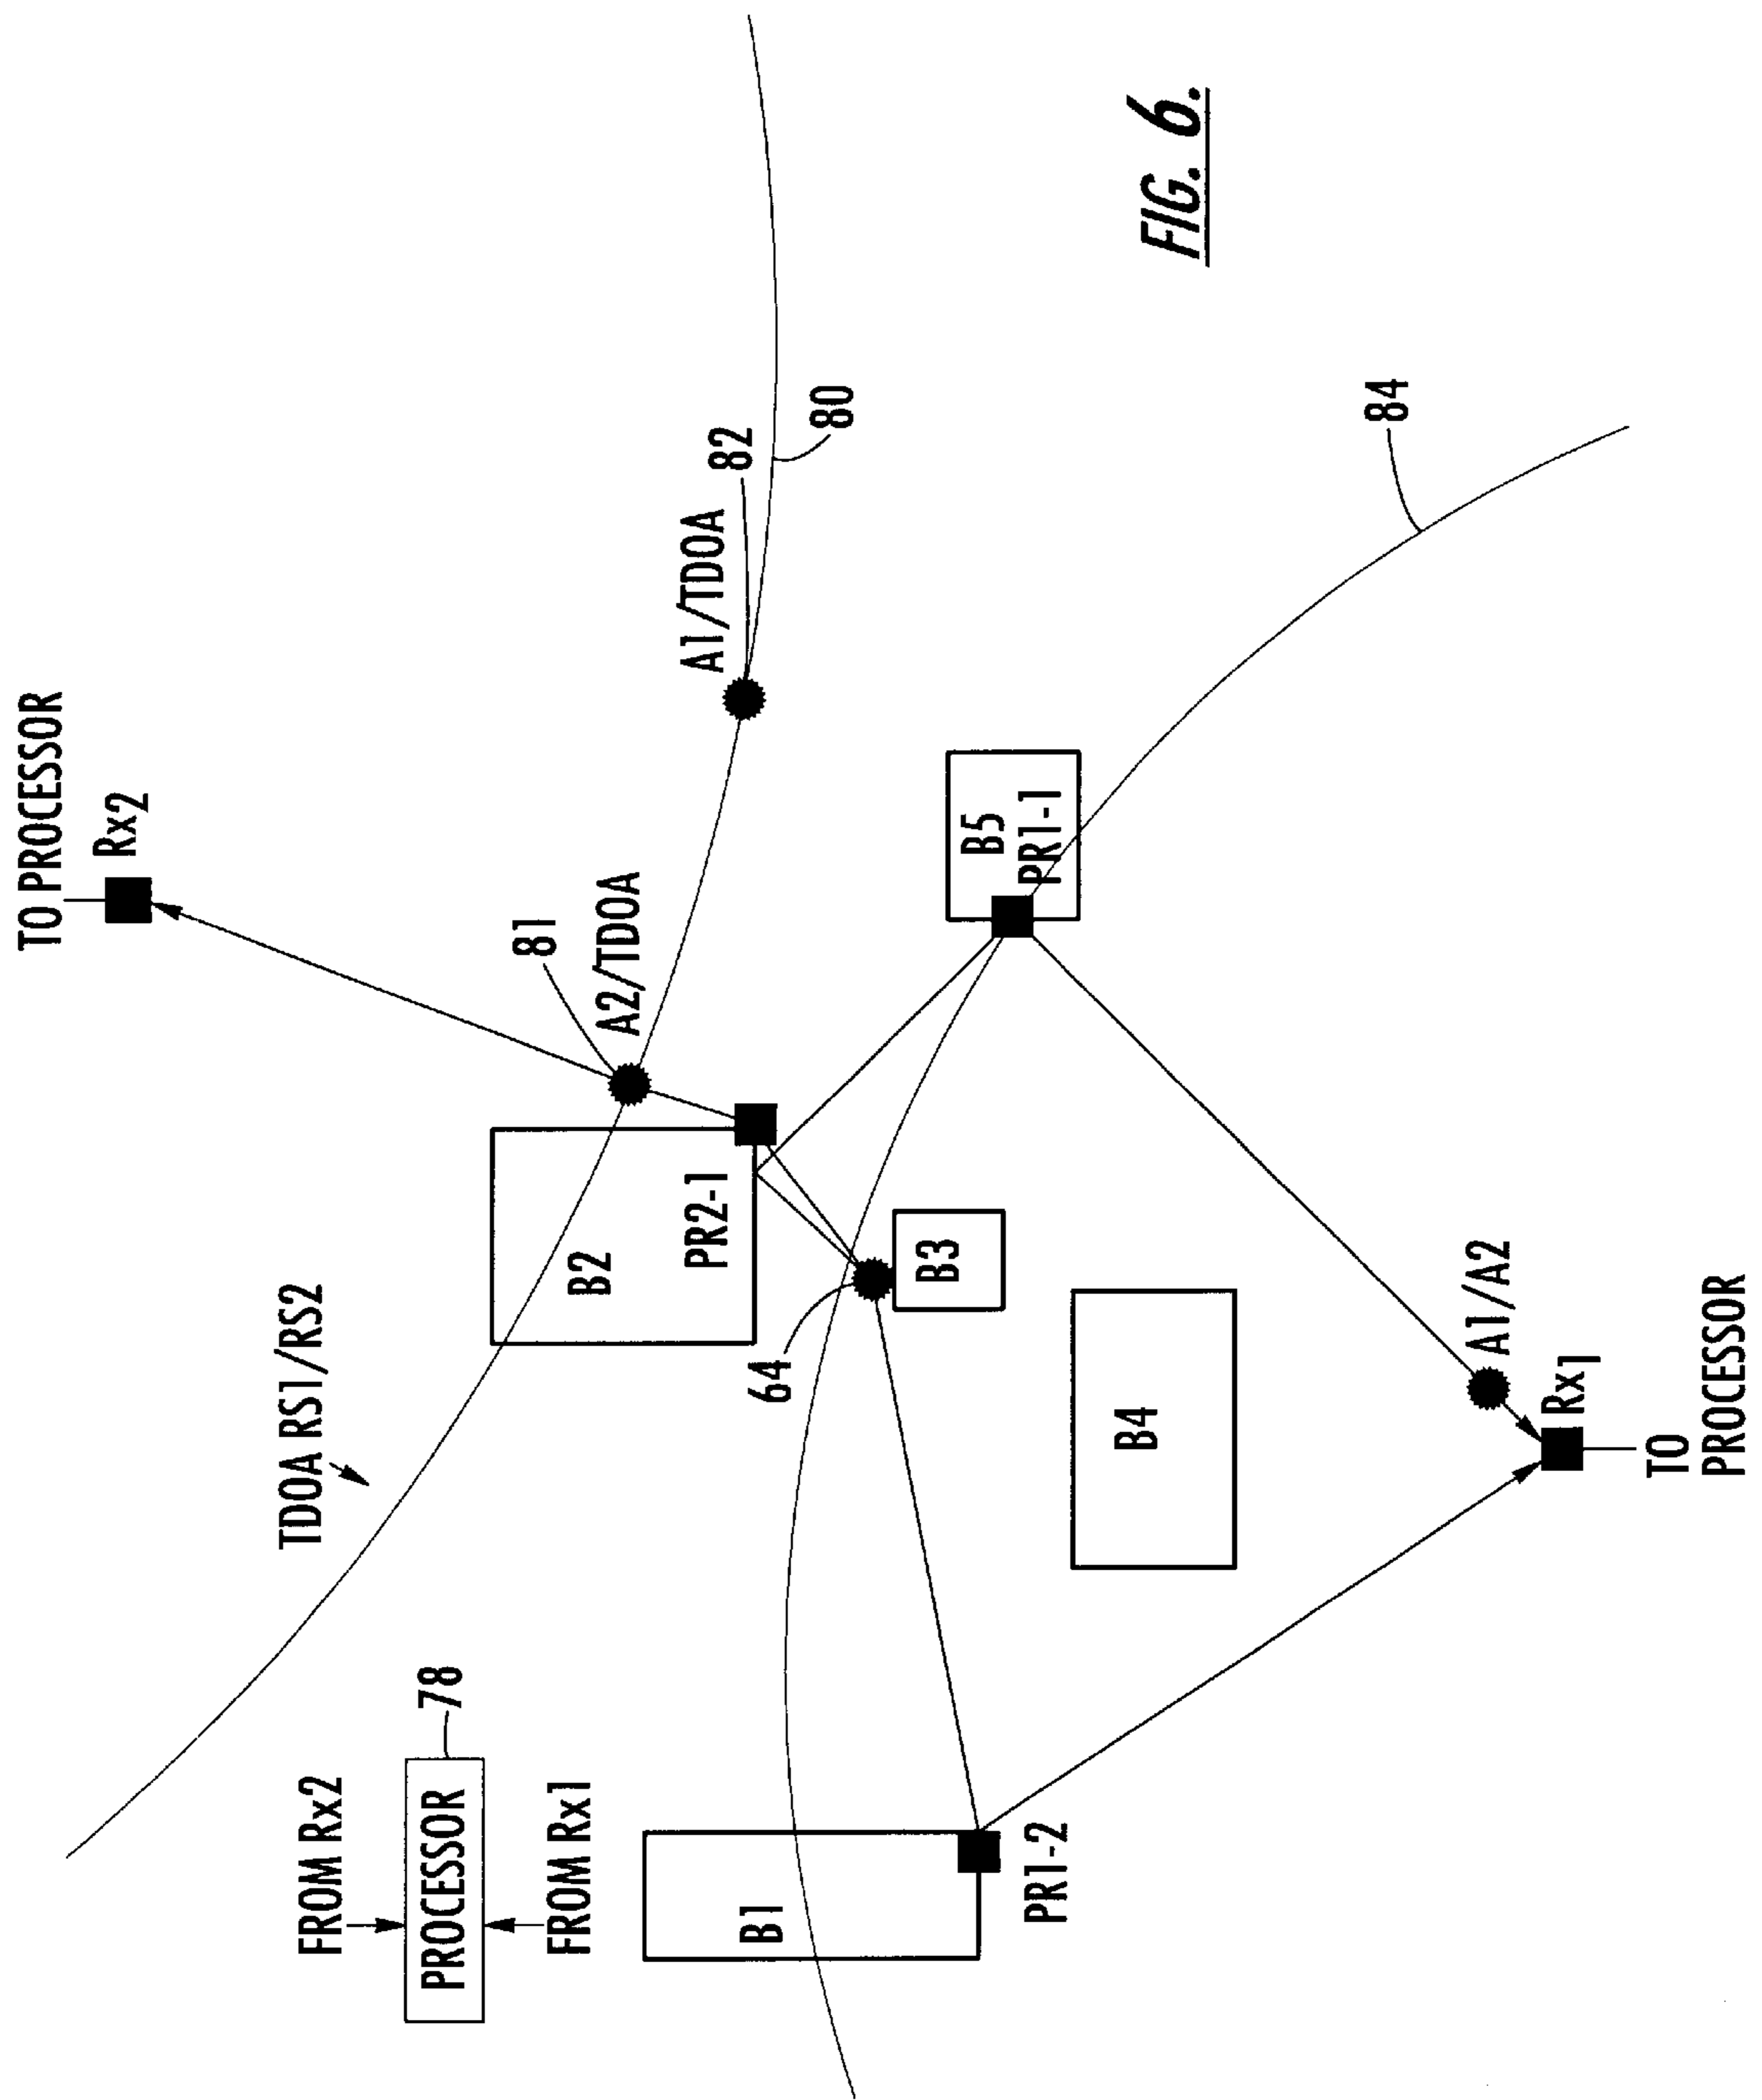 TO PROCESSOR
Rx2
TDOA RS1/RS2
FROM Rx2
78
PROCESSOR
FROM Rx1
81
A2/TDOA
B2
PR2-1
A1/TDOA
82
80
B1
64
B3
B5
PR1-1
PR1-2
B4
84
A1/A2
Rx1
TO
PROCESSOR
FIG. 6.